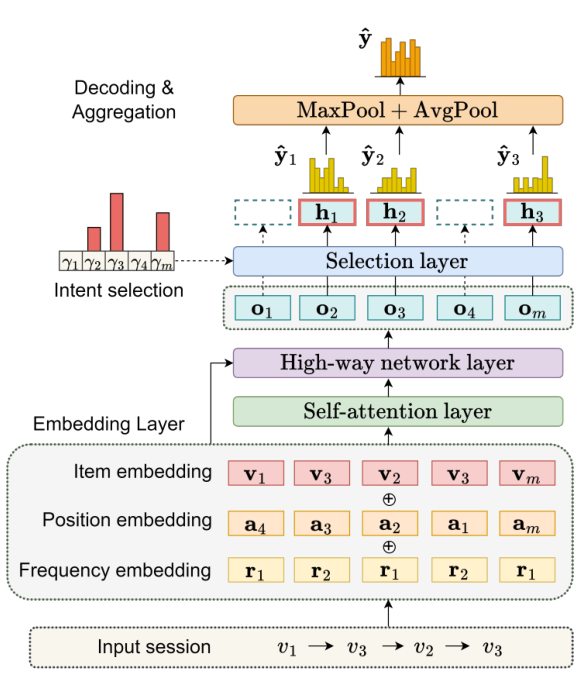 ŷ
Decoding &
Aggregation
MaxPool + AvgPool
ŷ₁ ŷ₂ ŷ₃
h₁ h₂ h₃
γ₁ γ₂ γ₃ γ₄ γₘ
Selection layer
Intent selection
o₁ o₂ o₃ o₄ oₘ
High-way network layer
Self-attention layer
Embedding Layer
Item embedding v₁ v₃ v₂ v₃ vₘ
⊕
Position embedding a₄ a₃ a₂ a₁ aₘ
⊕
Frequency embedding r₁ r₂ r₁ r₂ r₁
Input session v₁ → v₃ → v₂ → v₃